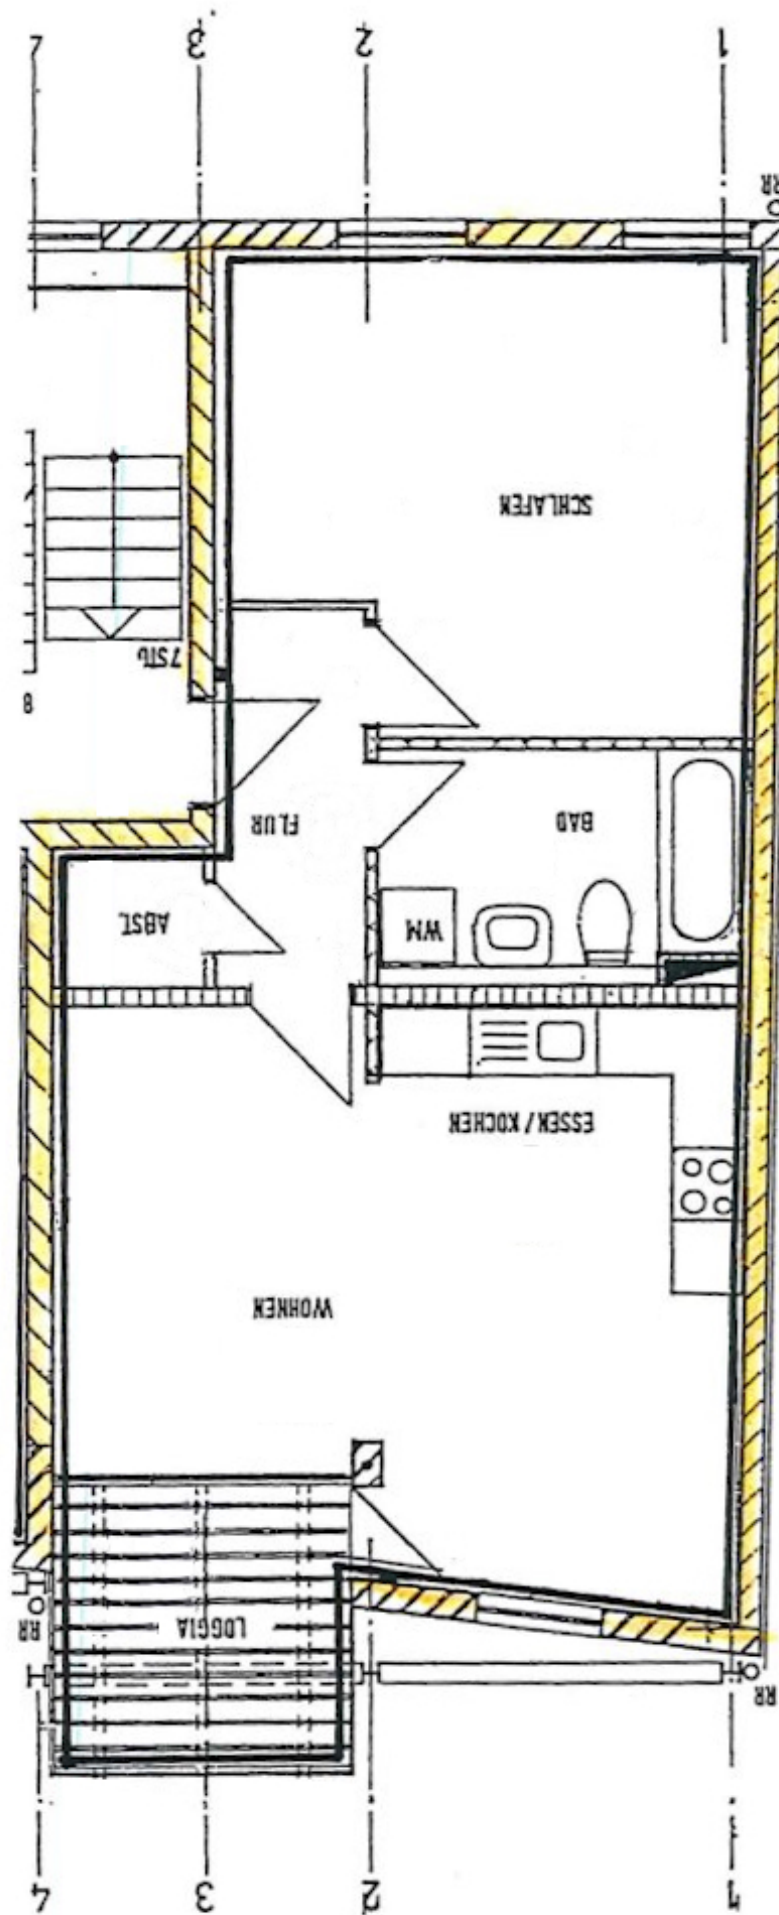 1 2 3 4
RR
LOGGIA
RR
WOHNEN
ESSEN / KOCHEN
WM
ABST.
BAD
FLUR
8
7STG
SCHLAFEN
RR
1 2 3